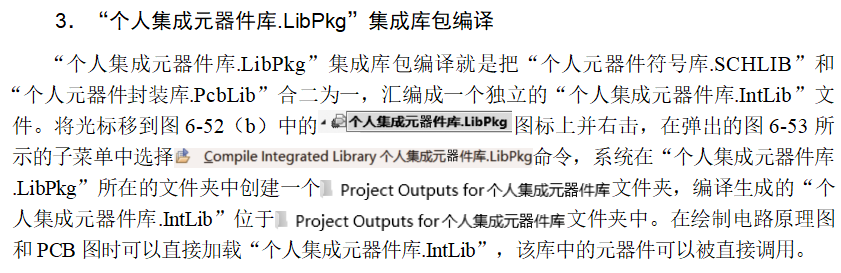 3．“个人集成元器件库.LibPkg”集成库包编译
“个人集成元器件库.LibPkg”集成库包编译就是把“个人元器件符号库.SCHLIB”和
“个人元器件封装库.PcbLib”合二为一，汇编成一个独立的“个人集成元器件库.IntLib”文
件。将光标移到图 6-52（b）中的 个人集成元器件库.LibPkg 图标上并右击，在弹出的图 6-53 所
示的子菜单中选择 Compile Integrated Library 个人集成元器件库.LibPkg命令，系统在“个人集成元器件库
.LibPkg”所在的文件夹中创建一个 Project Outputs for 个人集成元器件库文件夹，编译生成的“个
人集成元器件库.IntLib”位于 Project Outputs for 个人集成元器件库文件夹中。在绘制电路原理图
和 PCB 图时可以直接加载“个人集成元器件库.IntLib”，该库中的元器件可以被直接调用。